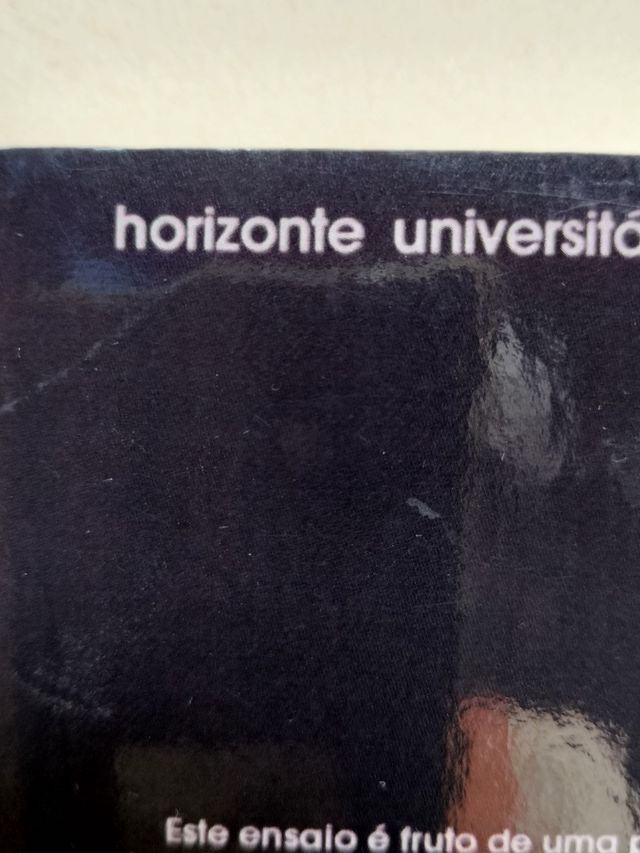 horizonte universitá
Este ensaio é fruto de uma